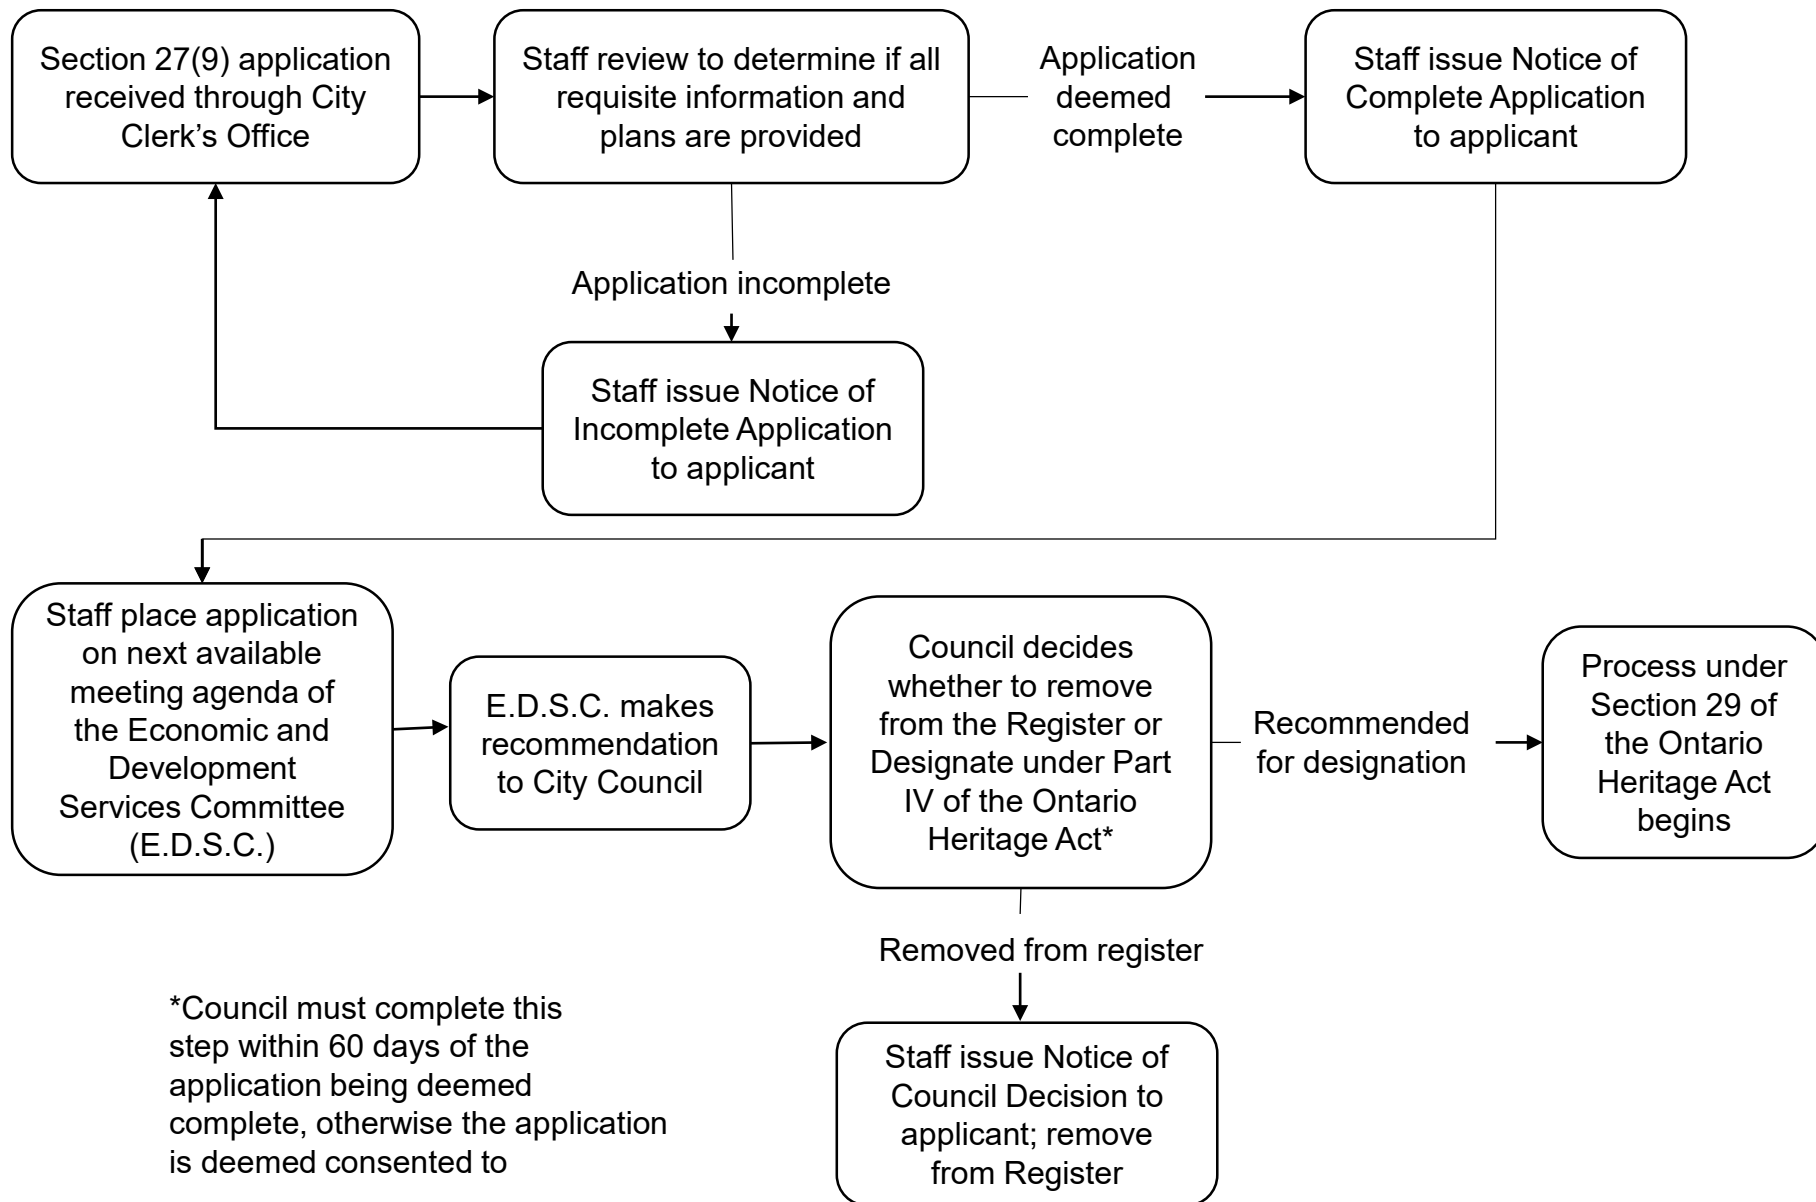 Section 27(9) application
received through City
Clerk’s Office
Staff review to determine if all
requisite information and
plans are provided
Application
deemed
complete
Staff issue Notice of
Complete Application
to applicant
Application incomplete
Staff issue Notice of
Incomplete Application
to applicant
Staff place application
on next available
meeting agenda of
the Economic and
Development
Services Committee
(E.D.S.C.)
E.D.S.C. makes
recommendation
to City Council
Council decides
whether to remove
from the Register or
Designate under Part
IV of the Ontario
Heritage Act*
Recommended
for designation
Process under
Section 29 of
the Ontario
Heritage Act
begins
Removed from register
Staff issue Notice of
Council Decision to
applicant; remove
from Register
*Council must complete this
step within 60 days of the
application being deemed
complete, otherwise the application
is deemed consented to